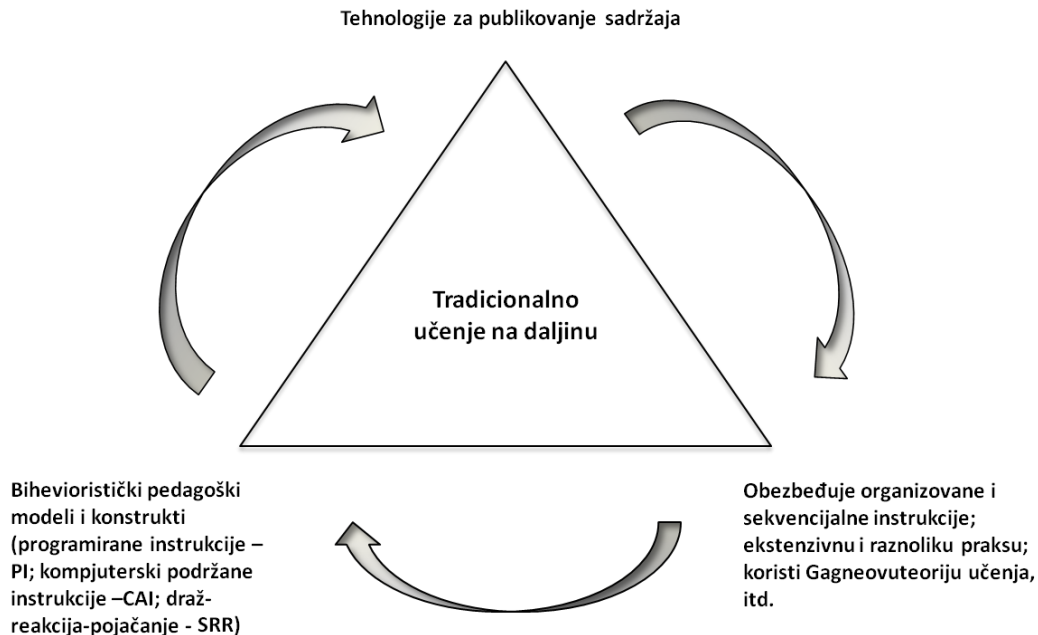 Tehnologije za publikovanje sadržaja
Tradicionalno
učenje na daljinu
Bihevioristički pedagoški
modeli i konstrukti
(programirane instrukcije –
PI; kompjuterski podržane
instrukcije –CAI; draž-
reakcija-pojačanje - SRR)
Obezbeđuje organizovane i
sekvencijalne instrukcije;
ekstenzivnu i raznoliku praksu;
koristi Gagneovuteoriju učenja,
itd.